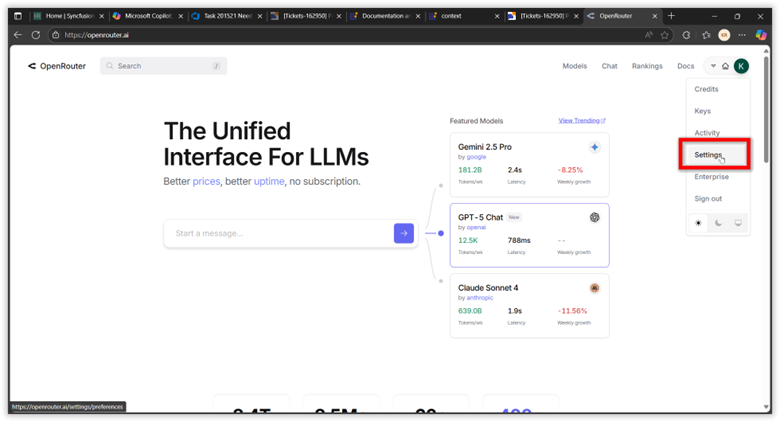 Home | Syncfusion
Microsoft Copilot
Task 201521 Need
[Tickets-162950] P
Documentation an
context
[Tickets-162950] P
OpenRouter
https://openrouter.ai
OpenRouter
Search
/
Models
Chat
Rankings
Docs
K
Credits
Keys
Activity
Settings
Enterprise
Sign out
The Unified
Interface For LLMs
Better prices, better uptime, no subscription.
Start a message...
Featured Models
View Trending
Gemini 2.5 Pro
by google
181.2B 2.4s -8.25%
Tokens/wk Latency Weekly growth
GPT-5 Chat New
by openai
12.5K 788ms --
Tokens/wk Latency Weekly growth
Claude Sonnet 4
by anthropic
639.0B 1.9s -11.56%
Tokens/wk Latency Weekly growth
https://openrouter.ai/settings/preferences